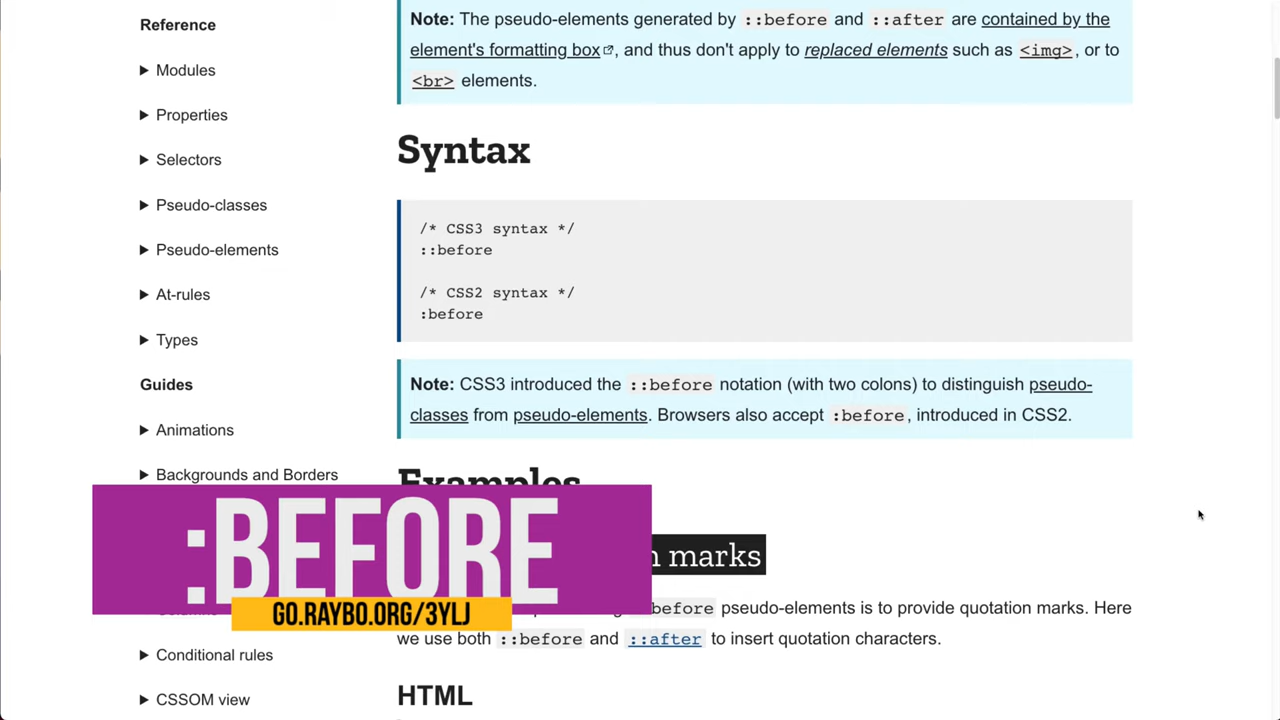 Reference
▶ Modules
▶ Properties
▶ Selectors
▶ Pseudo-classes
▶ Pseudo-elements
▶ At-rules
▶ Types
Guides
▶ Animations
▶ Backgrounds and Borders
▶ Conditional rules
▶ CSSOM view
Note: The pseudo-elements generated by ::before and ::after are contained by the
element's formatting box, and thus don't apply to replaced elements such as <img>, or to
<br> elements.
Syntax
/* CSS3 syntax */
::before
/* CSS2 syntax */
:before
Note: CSS3 introduced the ::before notation (with two colons) to distinguish pseudo-
classes from pseudo-elements. Browsers also accept :before, introduced in CSS2.
Examples
marks
before pseudo-elements is to provide quotation marks. Here
we use both ::before and ::after to insert quotation characters.
HTML
:BEFORE
GO.RAYBO.ORG/3YLJ